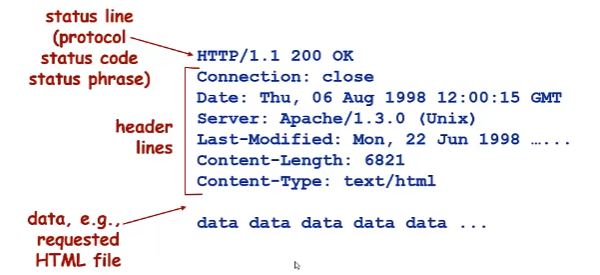 status line
(protocol
status code
status phrase)
HTTP/1.1 200 OK
Connection: close
Date: Thu, 06 Aug 1998 12:00:15 GMT
Server: Apache/1.3.0 (Unix)
Last-Modified: Mon, 22 Jun 1998 …...
Content-Length: 6821
Content-Type: text/html
header
lines
data, e.g.,
requested
HTML file
data data data data data ...